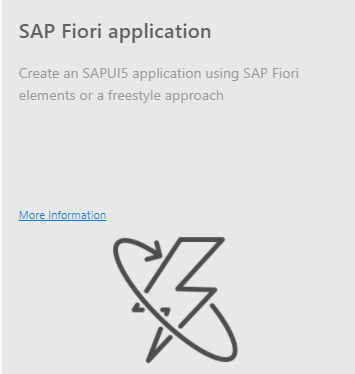 SAP Fiori application
Create an SAPUI5 application using SAP Fiori
elements or a freestyle approach
More Information